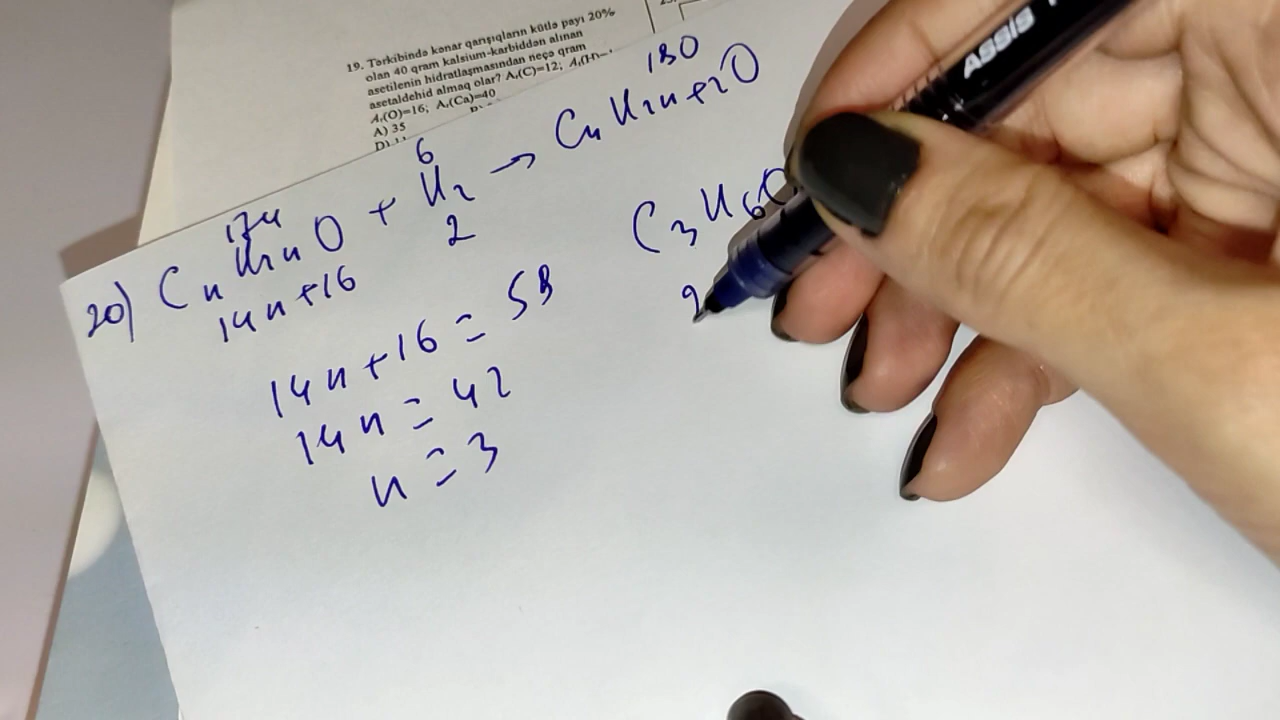 19. Tərkibində kənar qarışıqların kütlə payı 20%
olan 40 qram kalsium-karbiddən alınan
asetilenin hidratlaşmasından neçə qram
asetaldehid almaq olar? Aᵣ(C)=12; Aᵣ(H)=
Aᵣ(O)=16; Aᵣ(Ca)=40
A) 35
D)
174 6 180
20) CnH2nO + H2 → CnH2n+2O
14n+16 2
14n+16=58
14n=42
n=3
C3H6O
2
ASSIS